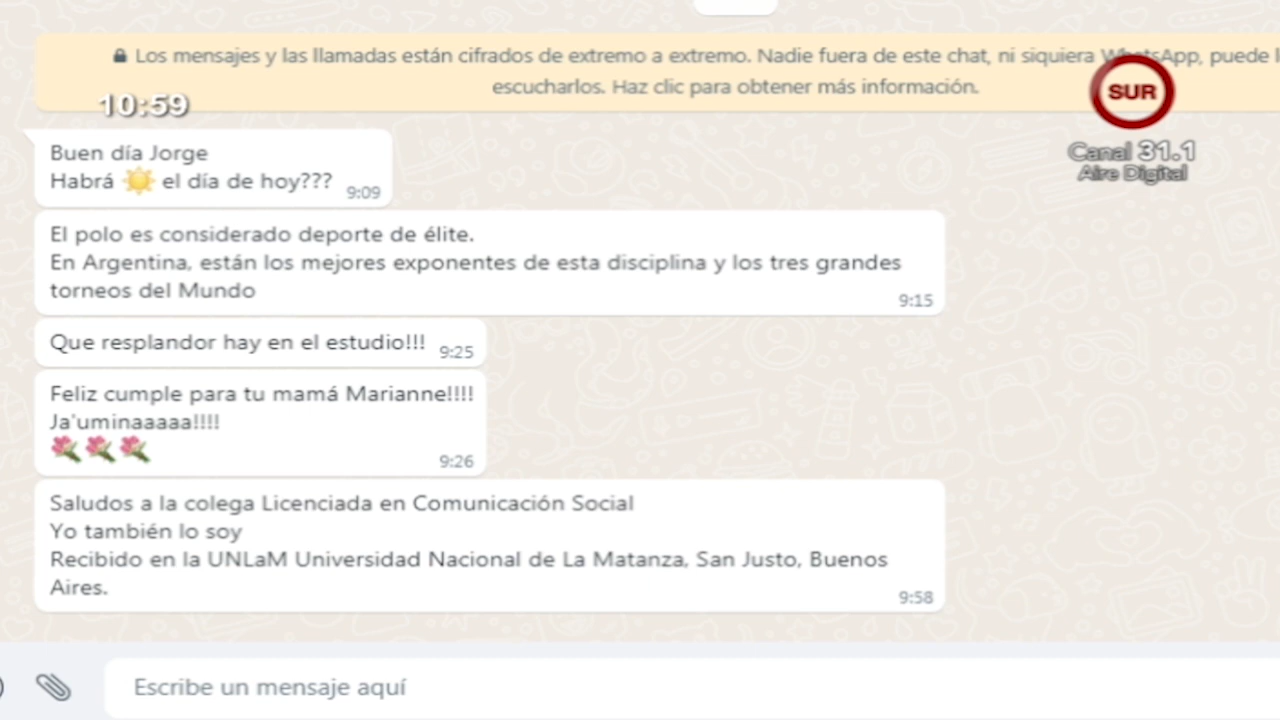 Los mensajes y las llamadas están cifrados de extremo a extremo. Nadie fuera de este chat, ni siquiera WhatsApp, puede
escucharlos. Haz clic para obtener más información.
10:59
SUR
Canal 31.1
Aire Digital
Buen día Jorge
Habrá ☀️ el día de hoy???
9:09
El polo es considerado deporte de élite.
En Argentina, están los mejores exponentes de esta disciplina y los tres grandes
torneos del Mundo
9:15
Que resplandor hay en el estudio!!!
9:25
Feliz cumple para tu mamá Marianne!!!!
Ja'uminaaaaa!!!!
9:26
Saludos a la colega Licenciada en Comunicación Social
Yo también lo soy
Recibido en la UNLaM Universidad Nacional de La Matanza, San Justo, Buenos
Aires.
9:58
Escribe un mensaje aquí